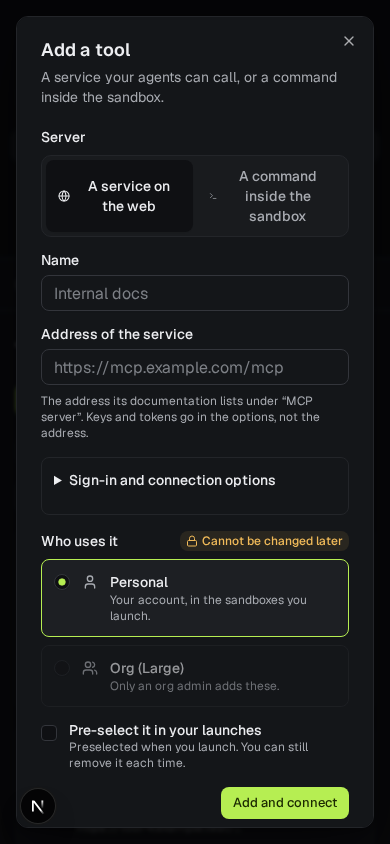 Add a tool
A service your agents can call, or a command
inside the sandbox.
Server
A service on
the web
A command
inside the
sandbox
Name
Internal docs
Address of the service
https://mcp.example.com/mcp
The address its documentation lists under “MCP
server”. Keys and tokens go in the options, not the
address.
Sign-in and connection options
Who uses it
Cannot be changed later
Personal
Your account, in the sandboxes you
launch.
Org (Large)
Only an org admin adds these.
Pre-select it in your launches
Preselected when you launch. You can still
remove it each time.
N
Add and connect